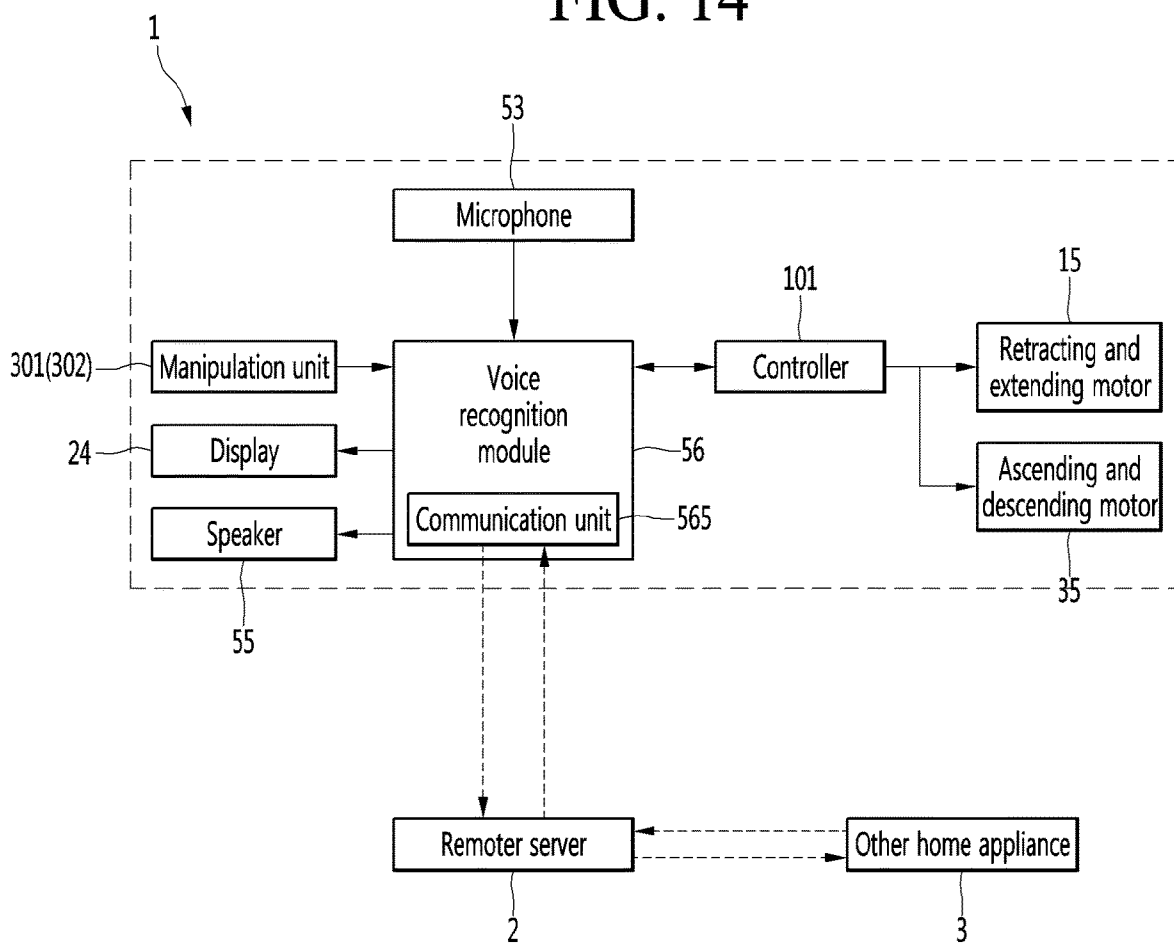 FIG. 14
1
53
Microphone
101
15
301(302)
Manipulation unit
Voice
recognition
module
Controller
Retracting and
extending motor
24
Display
56
Ascending and
descending motor
Speaker
Communication unit
565
55
35
Remoter server
Other home appliance
2
3